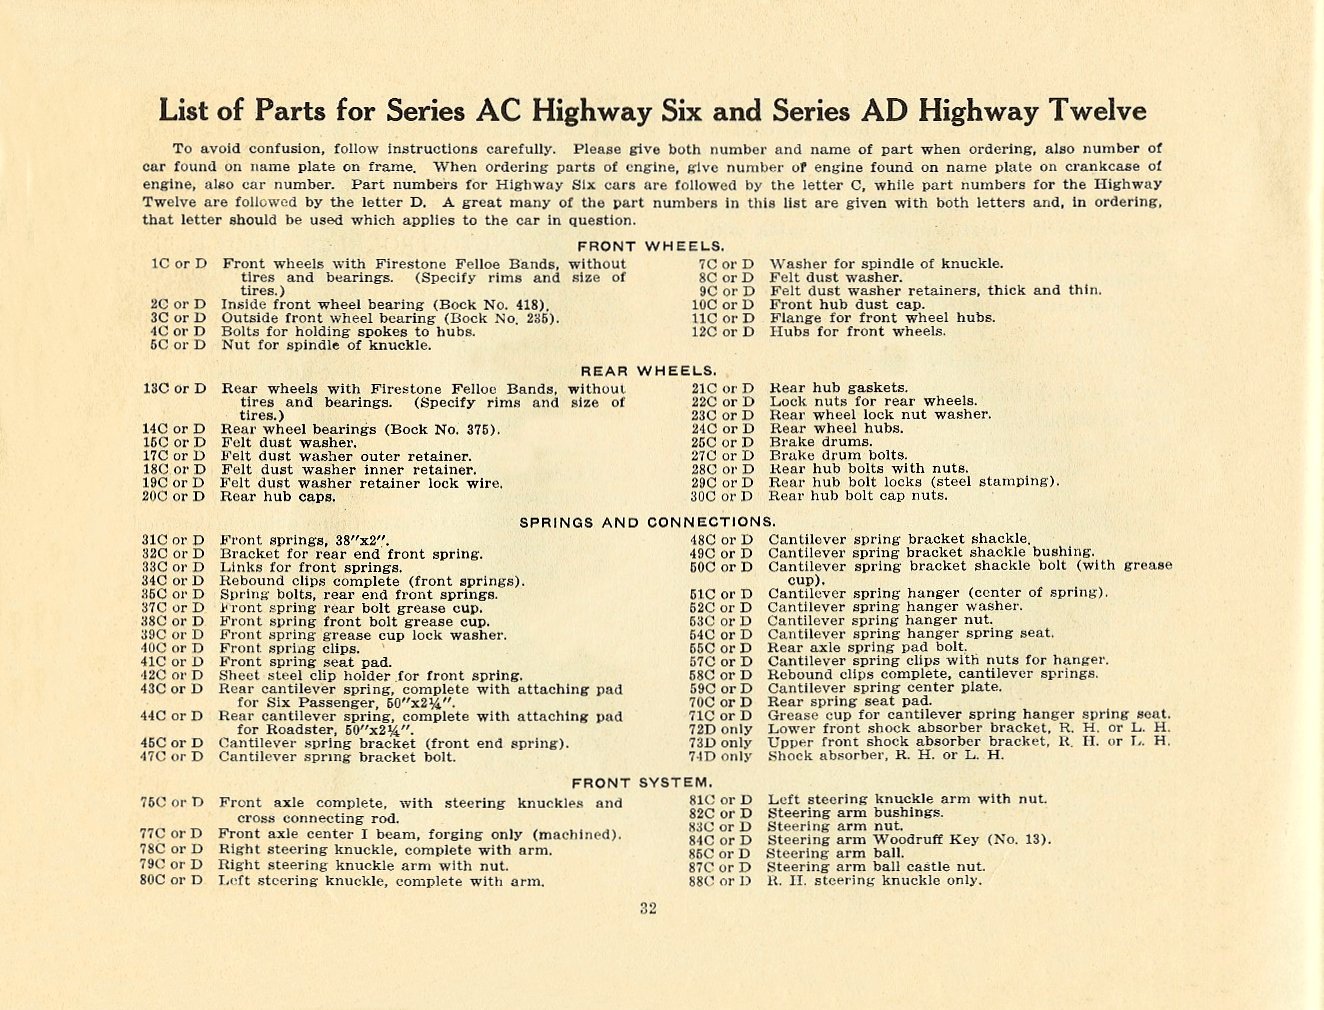 List of Parts for Series AC Highway Six and Series AD Highway Twelve
To avoid confusion, follow instructions carefully. Please give both number and name of part when ordering, also number of
car found on name plate on frame. When ordering parts of engine, give number of engine found on name plate on crankcase of
engine, also car number. Part numbers for Highway Six cars are followed by the letter C, while part numbers for the Highway
Twelve are followed by the letter D. A great many of the part numbers in this list are given with both letters and, in ordering,
that letter should be used which applies to the car in question.
FRONT WHEELS.
1C or D Front wheels with Firestone Felloe Bands, without
tires and bearings. (Specify rims and size of
tires.)
2C or D Inside front wheel bearing (Bock No. 418).
3C or D Outside front wheel bearing (Bock No. 235).
4C or D Bolts for holding spokes to hubs.
5C or D Nut for spindle of knuckle.
7C or D Washer for spindle of knuckle.
8C or D Felt dust washer.
9C or D Felt dust washer retainers, thick and thin.
10C or D Front hub dust cap.
11C or D Flange for front wheel hubs.
12C or D Hubs for front wheels.
REAR WHEELS.
13C or D Rear wheels with Firestone Felloe Bands, without
tires and bearings. (Specify rims and size of
tires.)
14C or D Rear wheel bearings (Bock No. 375).
15C or D Felt dust washer.
17C or D Felt dust washer outer retainer.
18C or D Felt dust washer inner retainer.
19C or D Felt dust washer retainer lock wire.
20C or D Rear hub caps.
21C or D Rear hub gaskets.
22C or D Lock nuts for rear wheels.
23C or D Rear wheel lock nut washer.
24C or D Rear wheel hubs.
25C or D Brake drums.
27C or D Brake drum bolts.
28C or D Rear hub bolts with nuts.
29C or D Rear hub bolt locks (steel stamping).
30C or D Rear hub bolt cap nuts.
SPRINGS AND CONNECTIONS.
31C or D Front springs, 38"x2".
32C or D Bracket for rear end front spring.
33C or D Links for front springs.
34C or D Rebound clips complete (front springs).
35C or D Spring bolts, rear end front springs.
37C or D Front spring rear bolt grease cup.
38C or D Front spring front bolt grease cup.
39C or D Front spring grease cup lock washer.
40C or D Front spring clips.
41C or D Front spring seat pad.
42C or D Sheet steel clip holder for front spring.
43C or D Rear cantilever spring, complete with attaching pad
for Six Passenger, 50"x2¼".
44C or D Rear cantilever spring, complete with attaching pad
for Roadster, 50"x2¼".
45C or D Cantilever spring bracket (front end spring).
47C or D Cantilever spring bracket bolt.
48C or D Cantilever spring bracket shackle.
49C or D Cantilever spring bracket shackle bushing.
50C or D Cantilever spring bracket shackle bolt (with grease
cup).
51C or D Cantilever spring hanger (center of spring).
52C or D Cantilever spring hanger washer.
53C or D Cantilever spring hanger nut.
54C or D Cantilever spring hanger spring seat.
55C or D Rear axle spring pad bolt.
57C or D Cantilever spring clips with nuts for hanger.
58C or D Rebound clips complete, cantilever springs.
59C or D Cantilever spring center plate.
70C or D Rear spring seat pad.
71C or D Grease cup for cantilever spring hanger spring seat.
72D only Lower front shock absorber bracket, R. H. or L. H.
73D only Upper front shock absorber bracket, R. H. or L. H.
74D only Shock absorber, R. H. or L. H.
FRONT SYSTEM.
75C or D Front axle complete, with steering knuckles and
cross connecting rod.
77C or D Front axle center I beam, forging only (machined).
78C or D Right steering knuckle, complete with arm.
79C or D Right steering knuckle arm with nut.
80C or D Left steering knuckle, complete with arm.
81C or D Left steering knuckle arm with nut.
82C or D Steering arm bushings.
83C or D Steering arm nut.
84C or D Steering arm Woodruff Key (No. 13).
85C or D Steering arm ball.
87C or D Steering arm ball castle nut.
88C or D R. H. steering knuckle only.
32